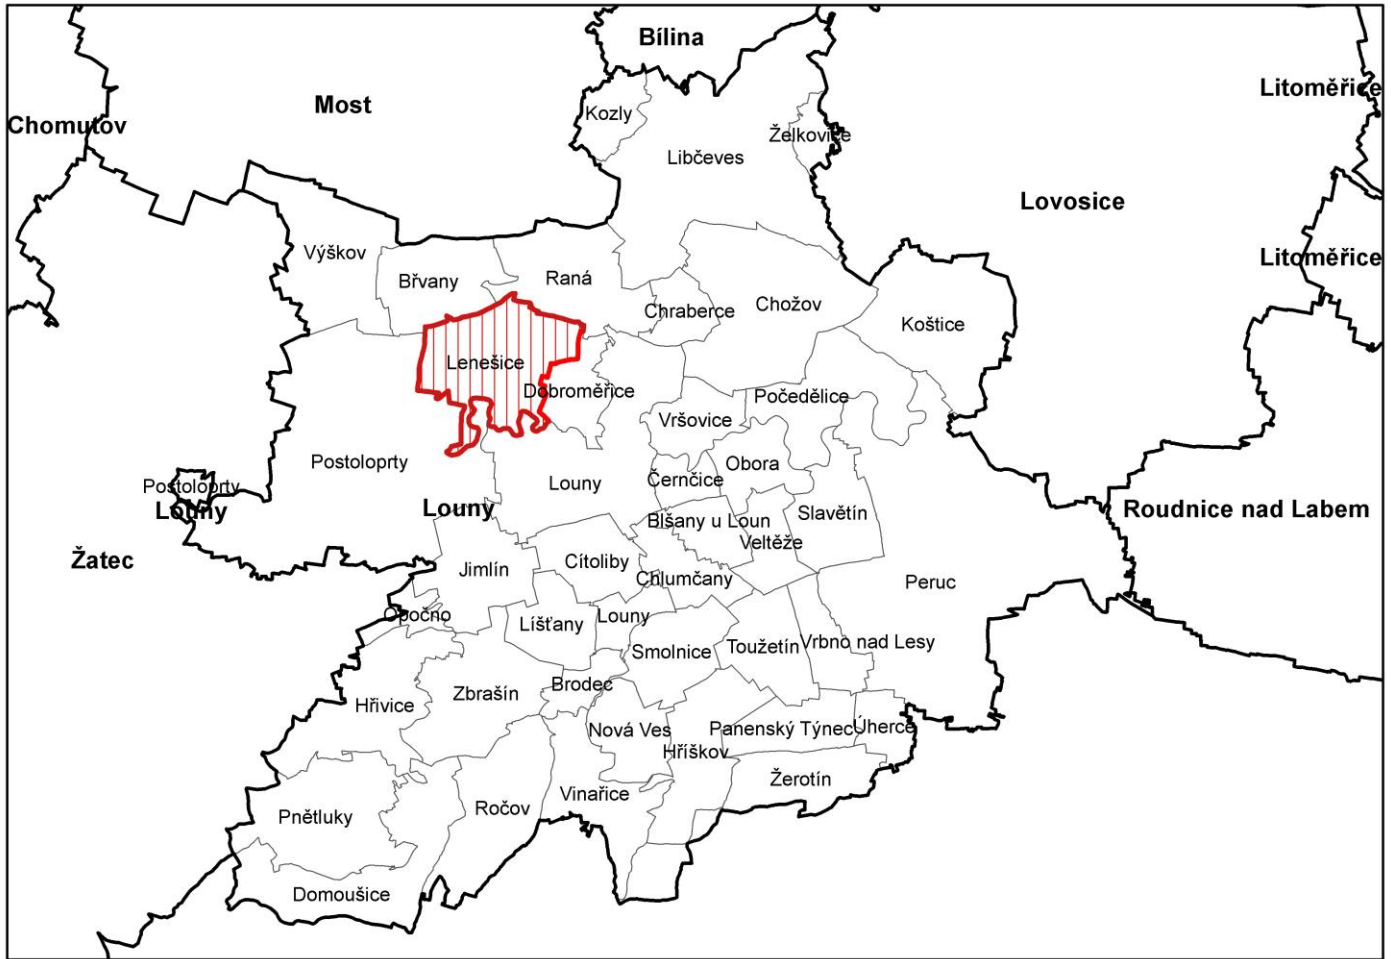 Bílina
Most
Litoměřice
Kozly
Chomutov
Želkovice
Libčeves
Lovosice
Výškov
Litoměřice
Raná
Břvany
Chožov
Chraberce
Koštice
Lenešice
Dobroměřice
Počedělice
Vršovice
Postoloprty
Obora
Černčice
Louny
Postoloprty
Louny
Louny
Roudnice nad Labem
Slavětín
Blšany u Loun
Veltěže
Žatec
Cítoliby
Jimlín
Chlumčany
Peruc
Opočno
Louny
Líšťany
Vrbno nad Lesy
Toužetín
Smolnice
Brodec
Zbrašín
Hřivice
Úherce
Panenský Týnec
Nová Ves
Hříškov
Žerotín
Vinařice
Ročov
Pnětluky
Domoušice